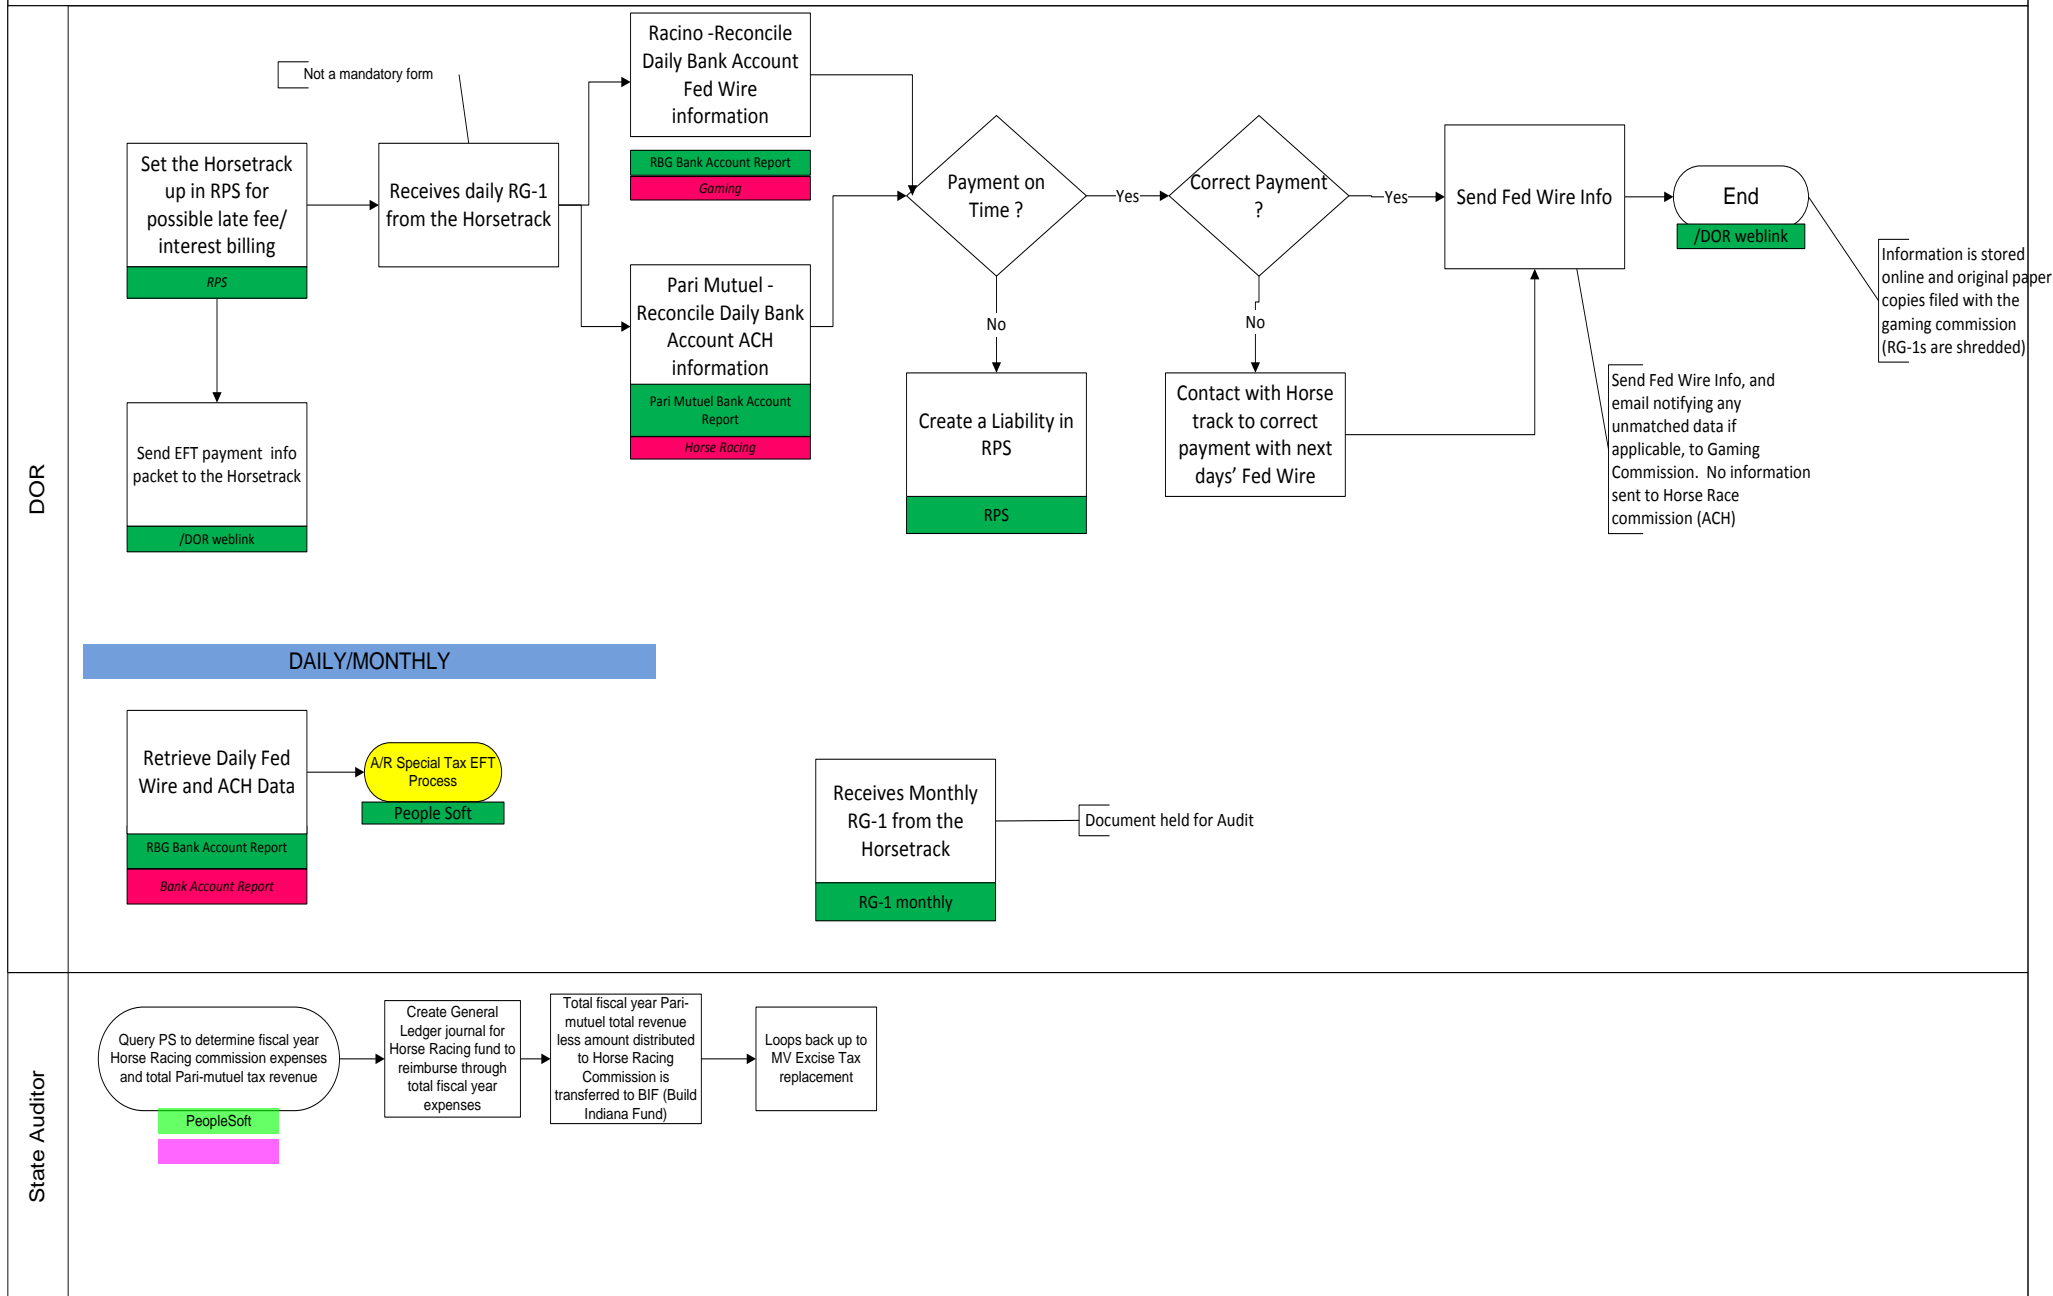 DOR
Not a mandatory form
Set the Horsetrack
up in RPS for
possible late fee/
interest billing
RPS
Send EFT payment  info
packet to the Horsetrack
/DOR weblink
Receives daily RG-1
from the Horsetrack
Racino -Reconcile
Daily Bank Account
Fed Wire
information
RBG Bank Account Report
Gaming
Pari Mutuel -
Reconcile Daily Bank
Account ACH
information
Pari Mutuel Bank Account
Report
Horse Racing
Payment on
Time ?
Yes
No
Create a Liability in
RPS
RPS
Correct Payment
?
Yes
No
Contact with Horse
track to correct
payment with next
days’ Fed Wire
Send Fed Wire Info
Send Fed Wire Info, and
email notifying any
unmatched data if
applicable, to Gaming
Commission.  No information
sent to Horse Race
commission (ACH)
End
/DOR weblink
Information is stored
online and original paper
copies filed with the
gaming commission
(RG-1s are shredded)
DAILY/MONTHLY
Retrieve Daily Fed
Wire and ACH Data
RBG Bank Account Report
Bank Account Report
A/R Special Tax EFT
Process
People Soft
Receives Monthly
RG-1 from the
Horsetrack
RG-1 monthly
Document held for Audit
State Auditor
Query PS to determine fiscal year
Horse Racing commission expenses
and total Pari-mutuel tax revenue
PeopleSoft
Create General
Ledger journal for
Horse Racing fund to
reimburse through
total fiscal year
expenses
Total fiscal year Pari-
mutuel total revenue
less amount distributed
to Horse Racing
Commission is
transferred to BIF (Build
Indiana Fund)
Loops back up to
MV Excise Tax
replacement